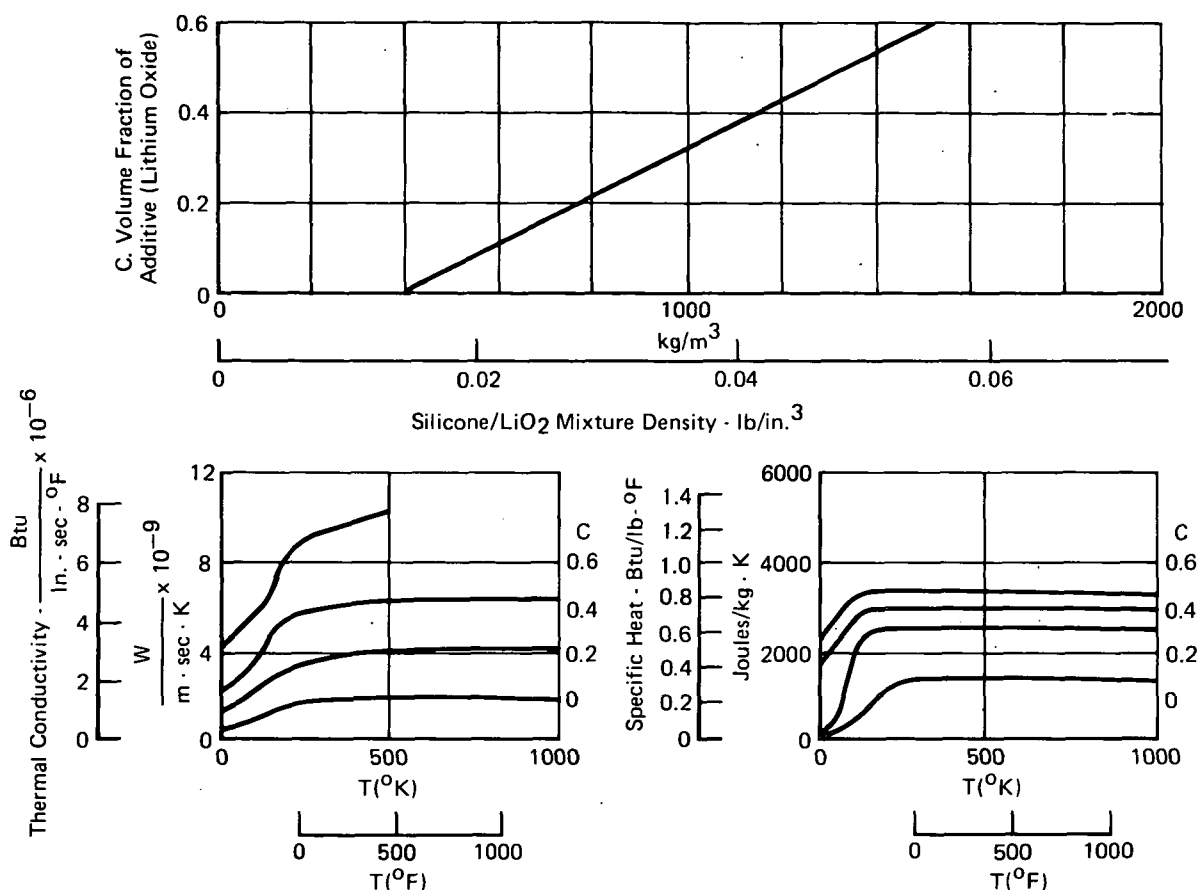 C. Volume Fraction of
Additive (Lithium Oxide)
0.6
0.4
0.2
0
0 1000 2000
kg/m³
0 0.02 0.04 0.06
Silicone/LiO₂ Mixture Density - lb/in.³
Thermal Conductivity - Btu / In. - sec - °F x 10⁻⁶
8
6
4
2
0
W / m · sec · K x 10⁻⁹
12
8
4
0
C
0.6
0.4
0.2
0
0 500 1000
T(°K)
0 500 1000
T(°F)
Specific Heat - Btu/lb-°F
1.4
1.2
1.0
0.8
0.6
0.4
0.2
0
Joules/kg · K
6000
4000
2000
0
C
0.6
0.4
0.2
0
0 500 1000
T(°K)
0 500 1000
T(°F)